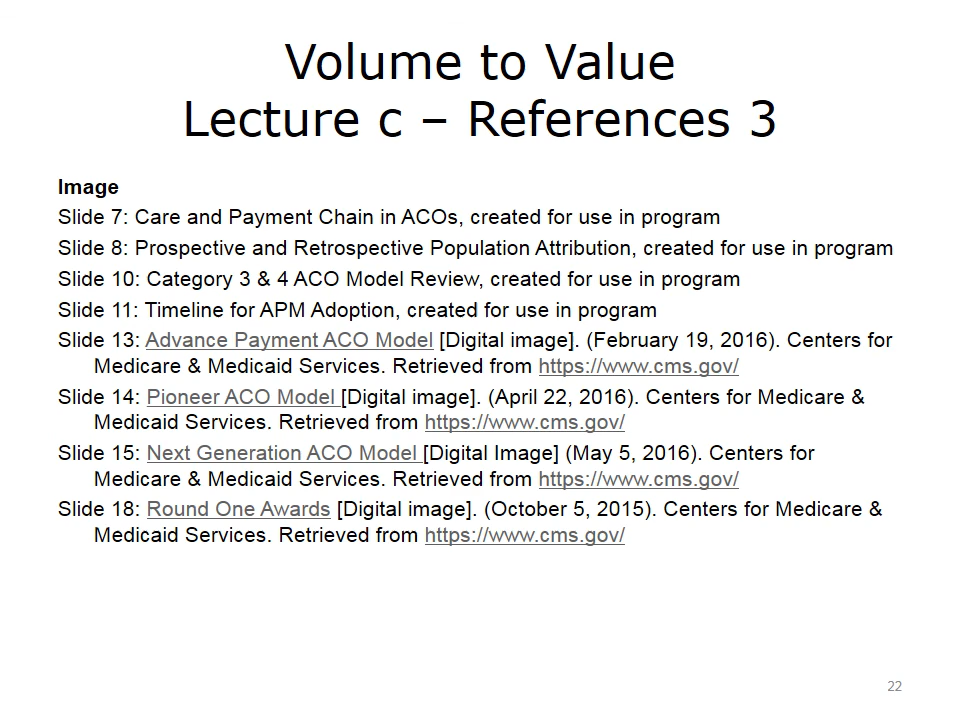 Volume to Value
Lecture c – References 3
Image
Slide 7: Care and Payment Chain in ACOs, created for use in program
Slide 8: Prospective and Retrospective Population Attribution, created for use in program
Slide 10: Category 3 & 4 ACO Model Review, created for use in program
Slide 11: Timeline for APM Adoption, created for use in program
Slide 13: Advance Payment ACO Model [Digital image]. (February 19, 2016). Centers for
Medicare & Medicaid Services. Retrieved from https://www.cms.gov/
Slide 14: Pioneer ACO Model [Digital image]. (April 22, 2016). Centers for Medicare &
Medicaid Services. Retrieved from https://www.cms.gov/
Slide 15: Next Generation ACO Model [Digital Image] (May 5, 2016). Centers for
Medicare & Medicaid Services. Retrieved from https://www.cms.gov/
Slide 18: Round One Awards [Digital image]. (October 5, 2015). Centers for Medicare &
Medicaid Services. Retrieved from https://www.cms.gov/
22